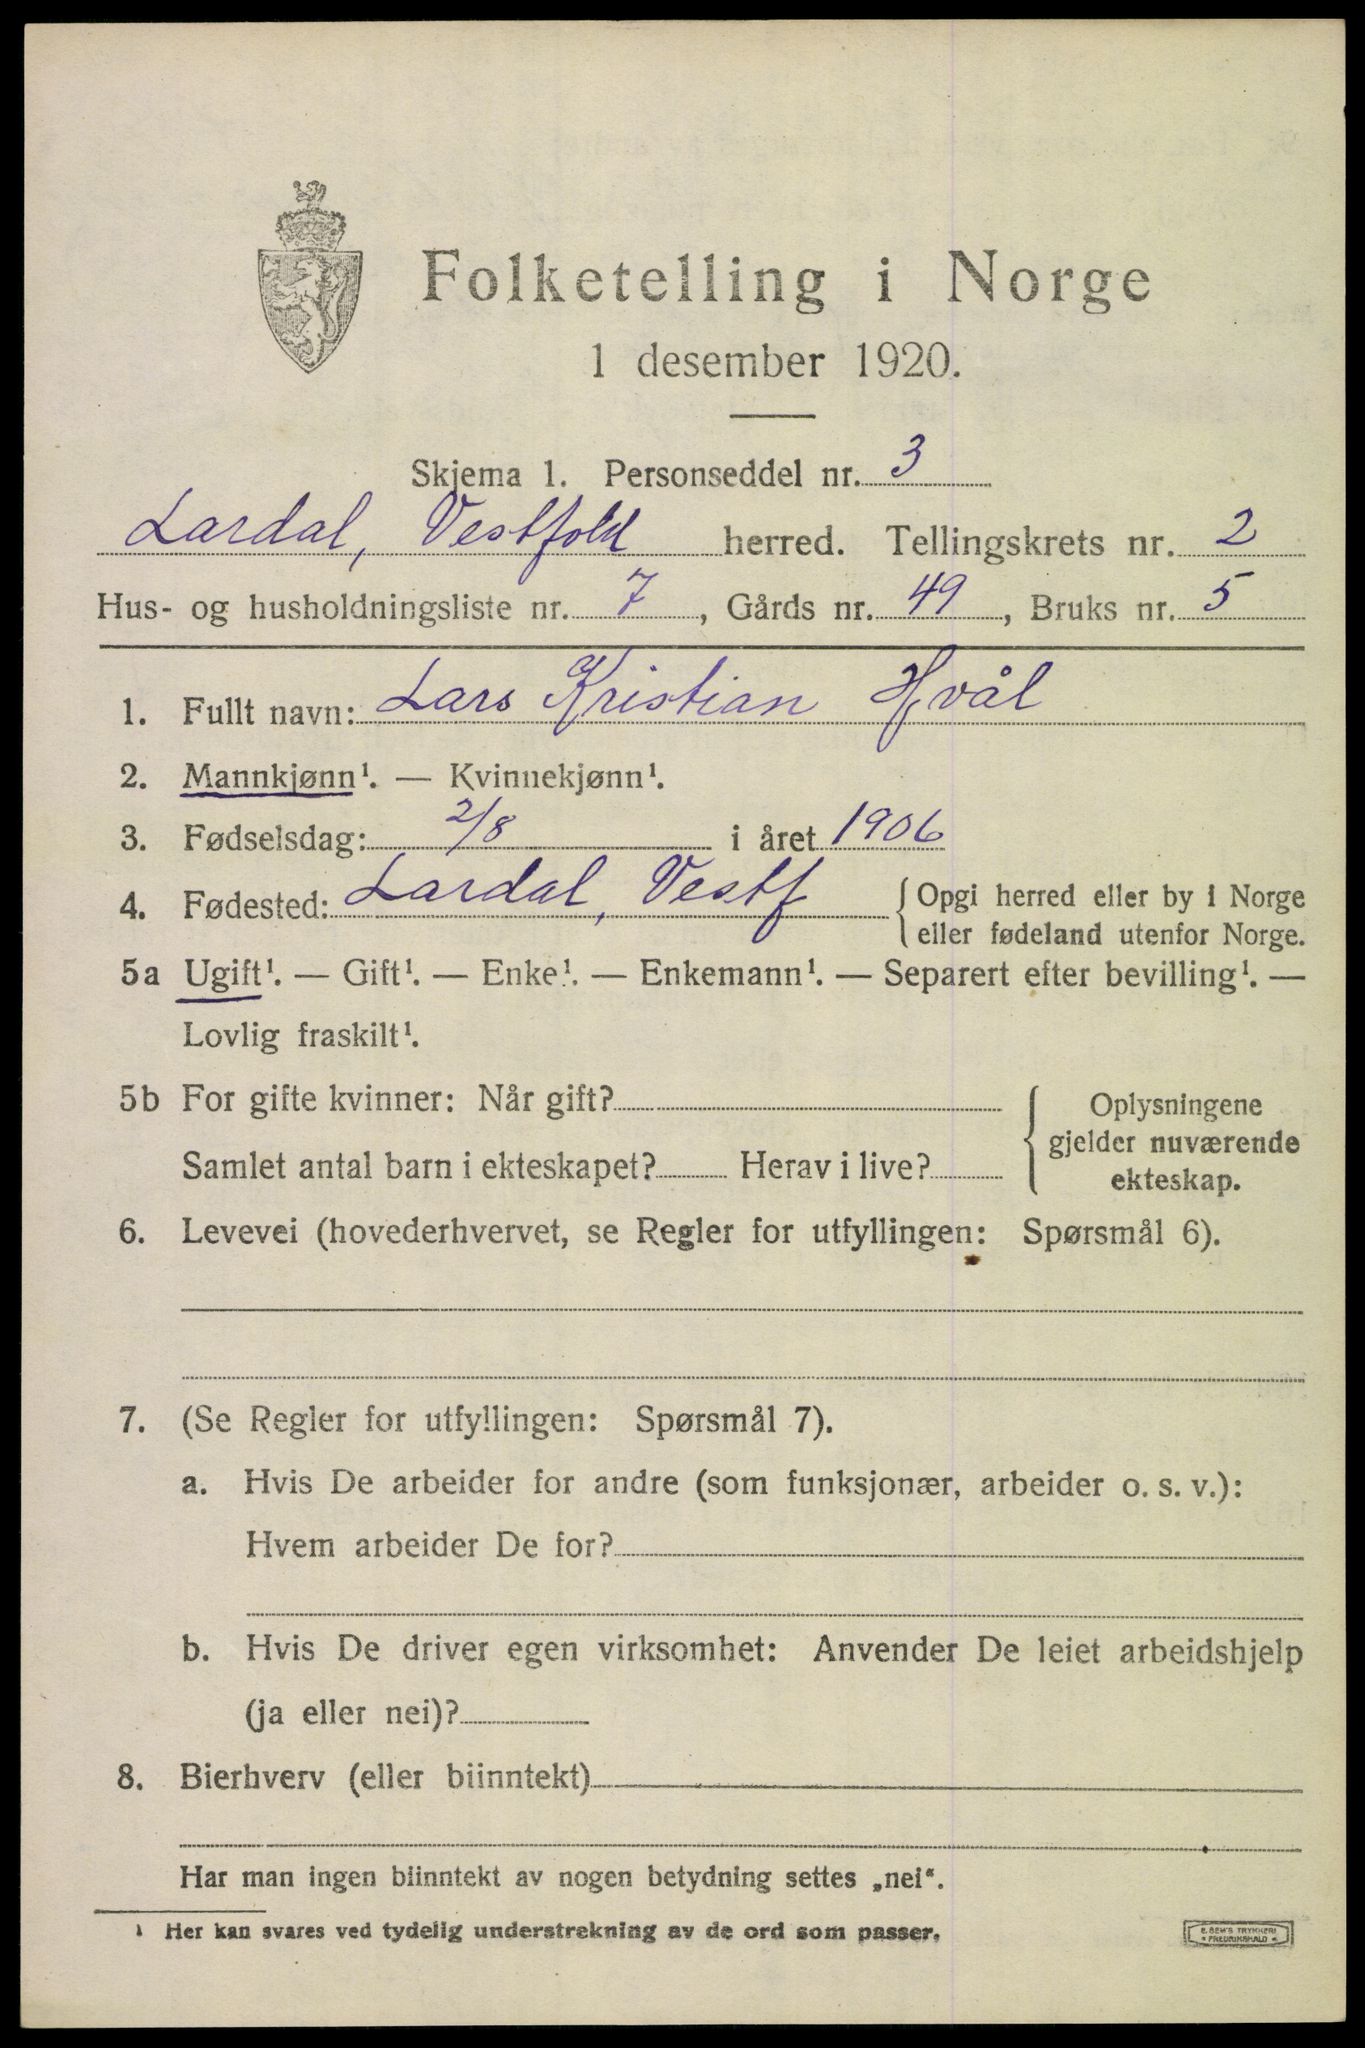 Folketelling i Norge
1 desember 1920.
Skjema 1. Personseddel nr. 3
Lardal, Vestfold herred. Tellingskrets nr. 2
Hus- og husholdningsliste nr. 7, Gårds nr. 49, Bruks nr. 5
1. Fullt navn: Lars Kristian Hvål
2. Mannkjønn¹. — Kvinnekjønn¹.
3. Fødselsdag: 2/8 i året 1906
4. Fødested: Lardal, Vestf { Opgi herred eller by i Norge
eller fødeland utenfor Norge.
5a Ugift¹. — Gift¹. — Enke¹. — Enkemann¹. — Separert efter bevilling¹. —
Lovlig fraskilt¹.
5b For gifte kvinner: Når gift? { Oplysningene
gjelder nuværende
Samlet antal barn i ekteskapet? Herav i live? ekteskap.
6. Levevei (hovederhvervet, se Regler for utfyllingen: Spørsmål 6).
7. (Se Regler for utfyllingen: Spørsmål 7).
a. Hvis De arbeider for andre (som funksjonær, arbeider o. s. v.):
Hvem arbeider De for?
b. Hvis De driver egen virksomhet: Anvender De leiet arbeidshjelp
(ja eller nei)?
8. Bierhverv (eller biinntekt)
Har man ingen biinntekt av nogen betydning settes „nei“.
¹ Her kan svares ved tydelig understrekning av de ord som passer.
E. SEM'S TRYKKERI
FREDRIKSHALD